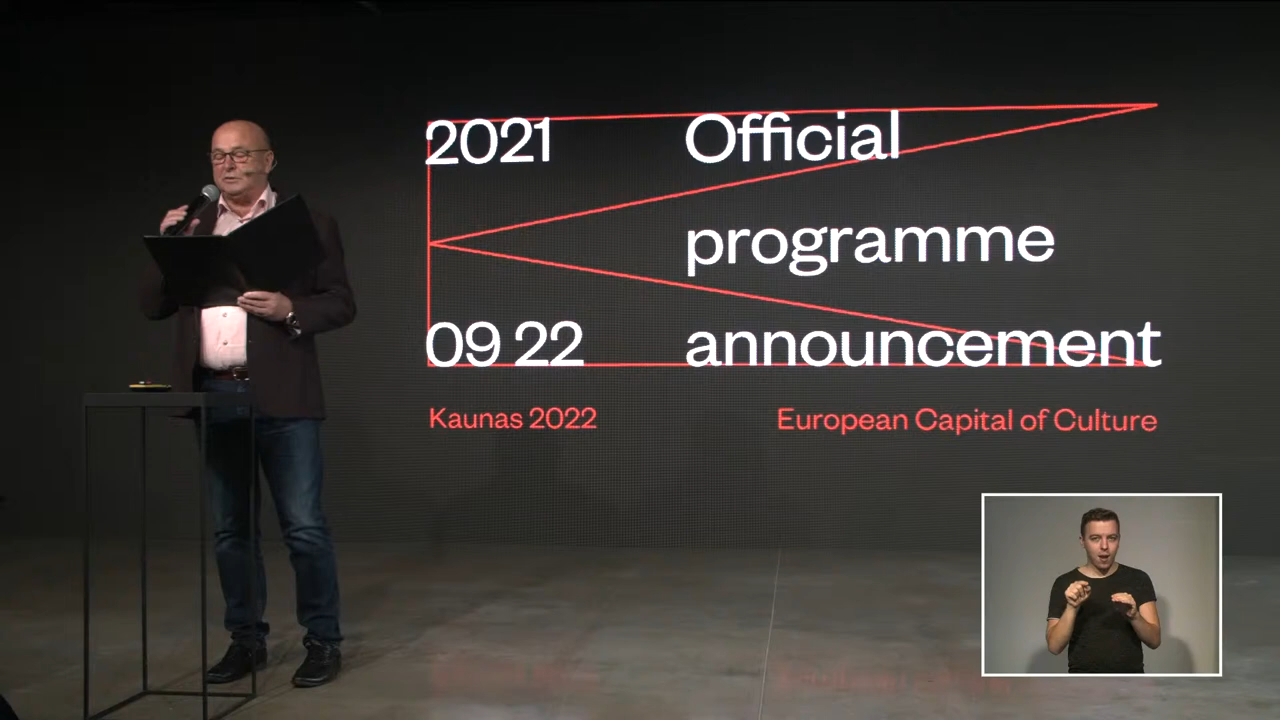 2021 Official
programme
09 22 announcement
Kaunas 2022 European Capital of Culture